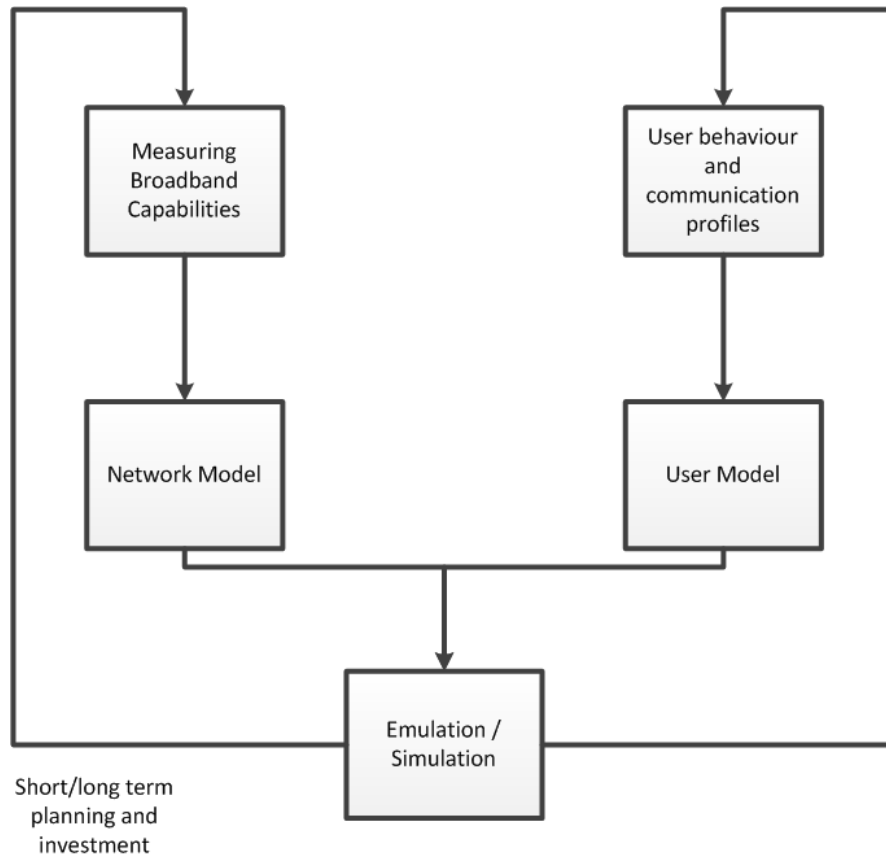 Measuring
Broadband
Capabilities
User behaviour
and
communication
profiles
Network Model
User Model
Emulation /
Simulation
Short/long term
planning and
investment